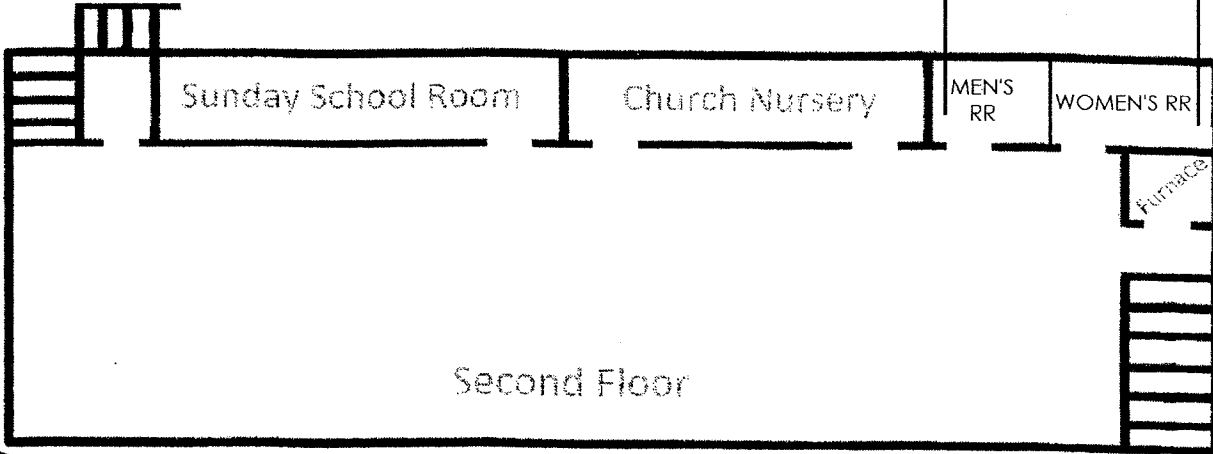 Sunday School Room
Church Nursery
MEN'S
RR
WOMEN'S RR
Furnace
Second Floor